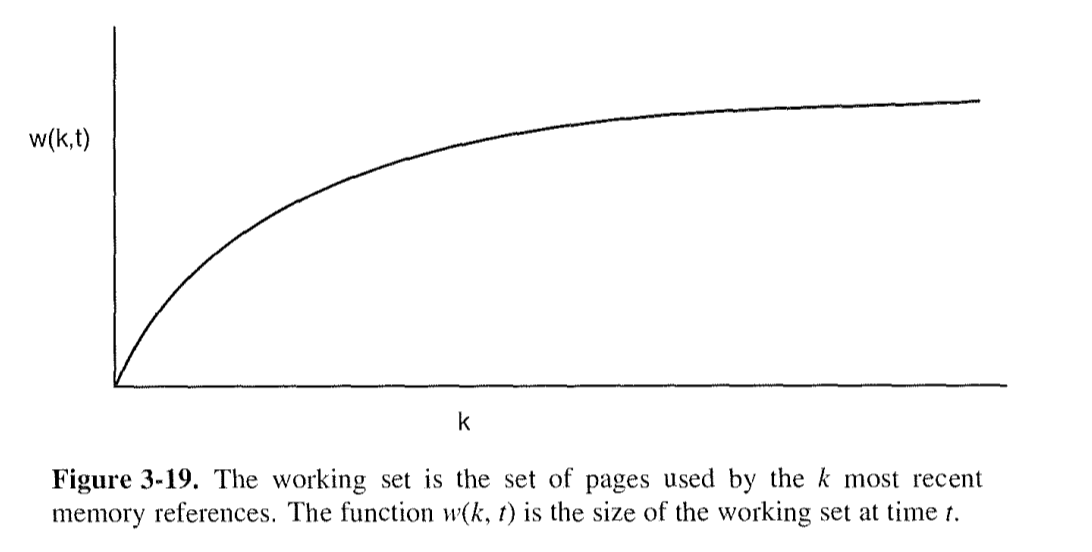 w(k,t)
k
Figure 3-19. The working set is the set of pages used by the k most recent
memory references. The function w(k, t) is the size of the working set at time t.